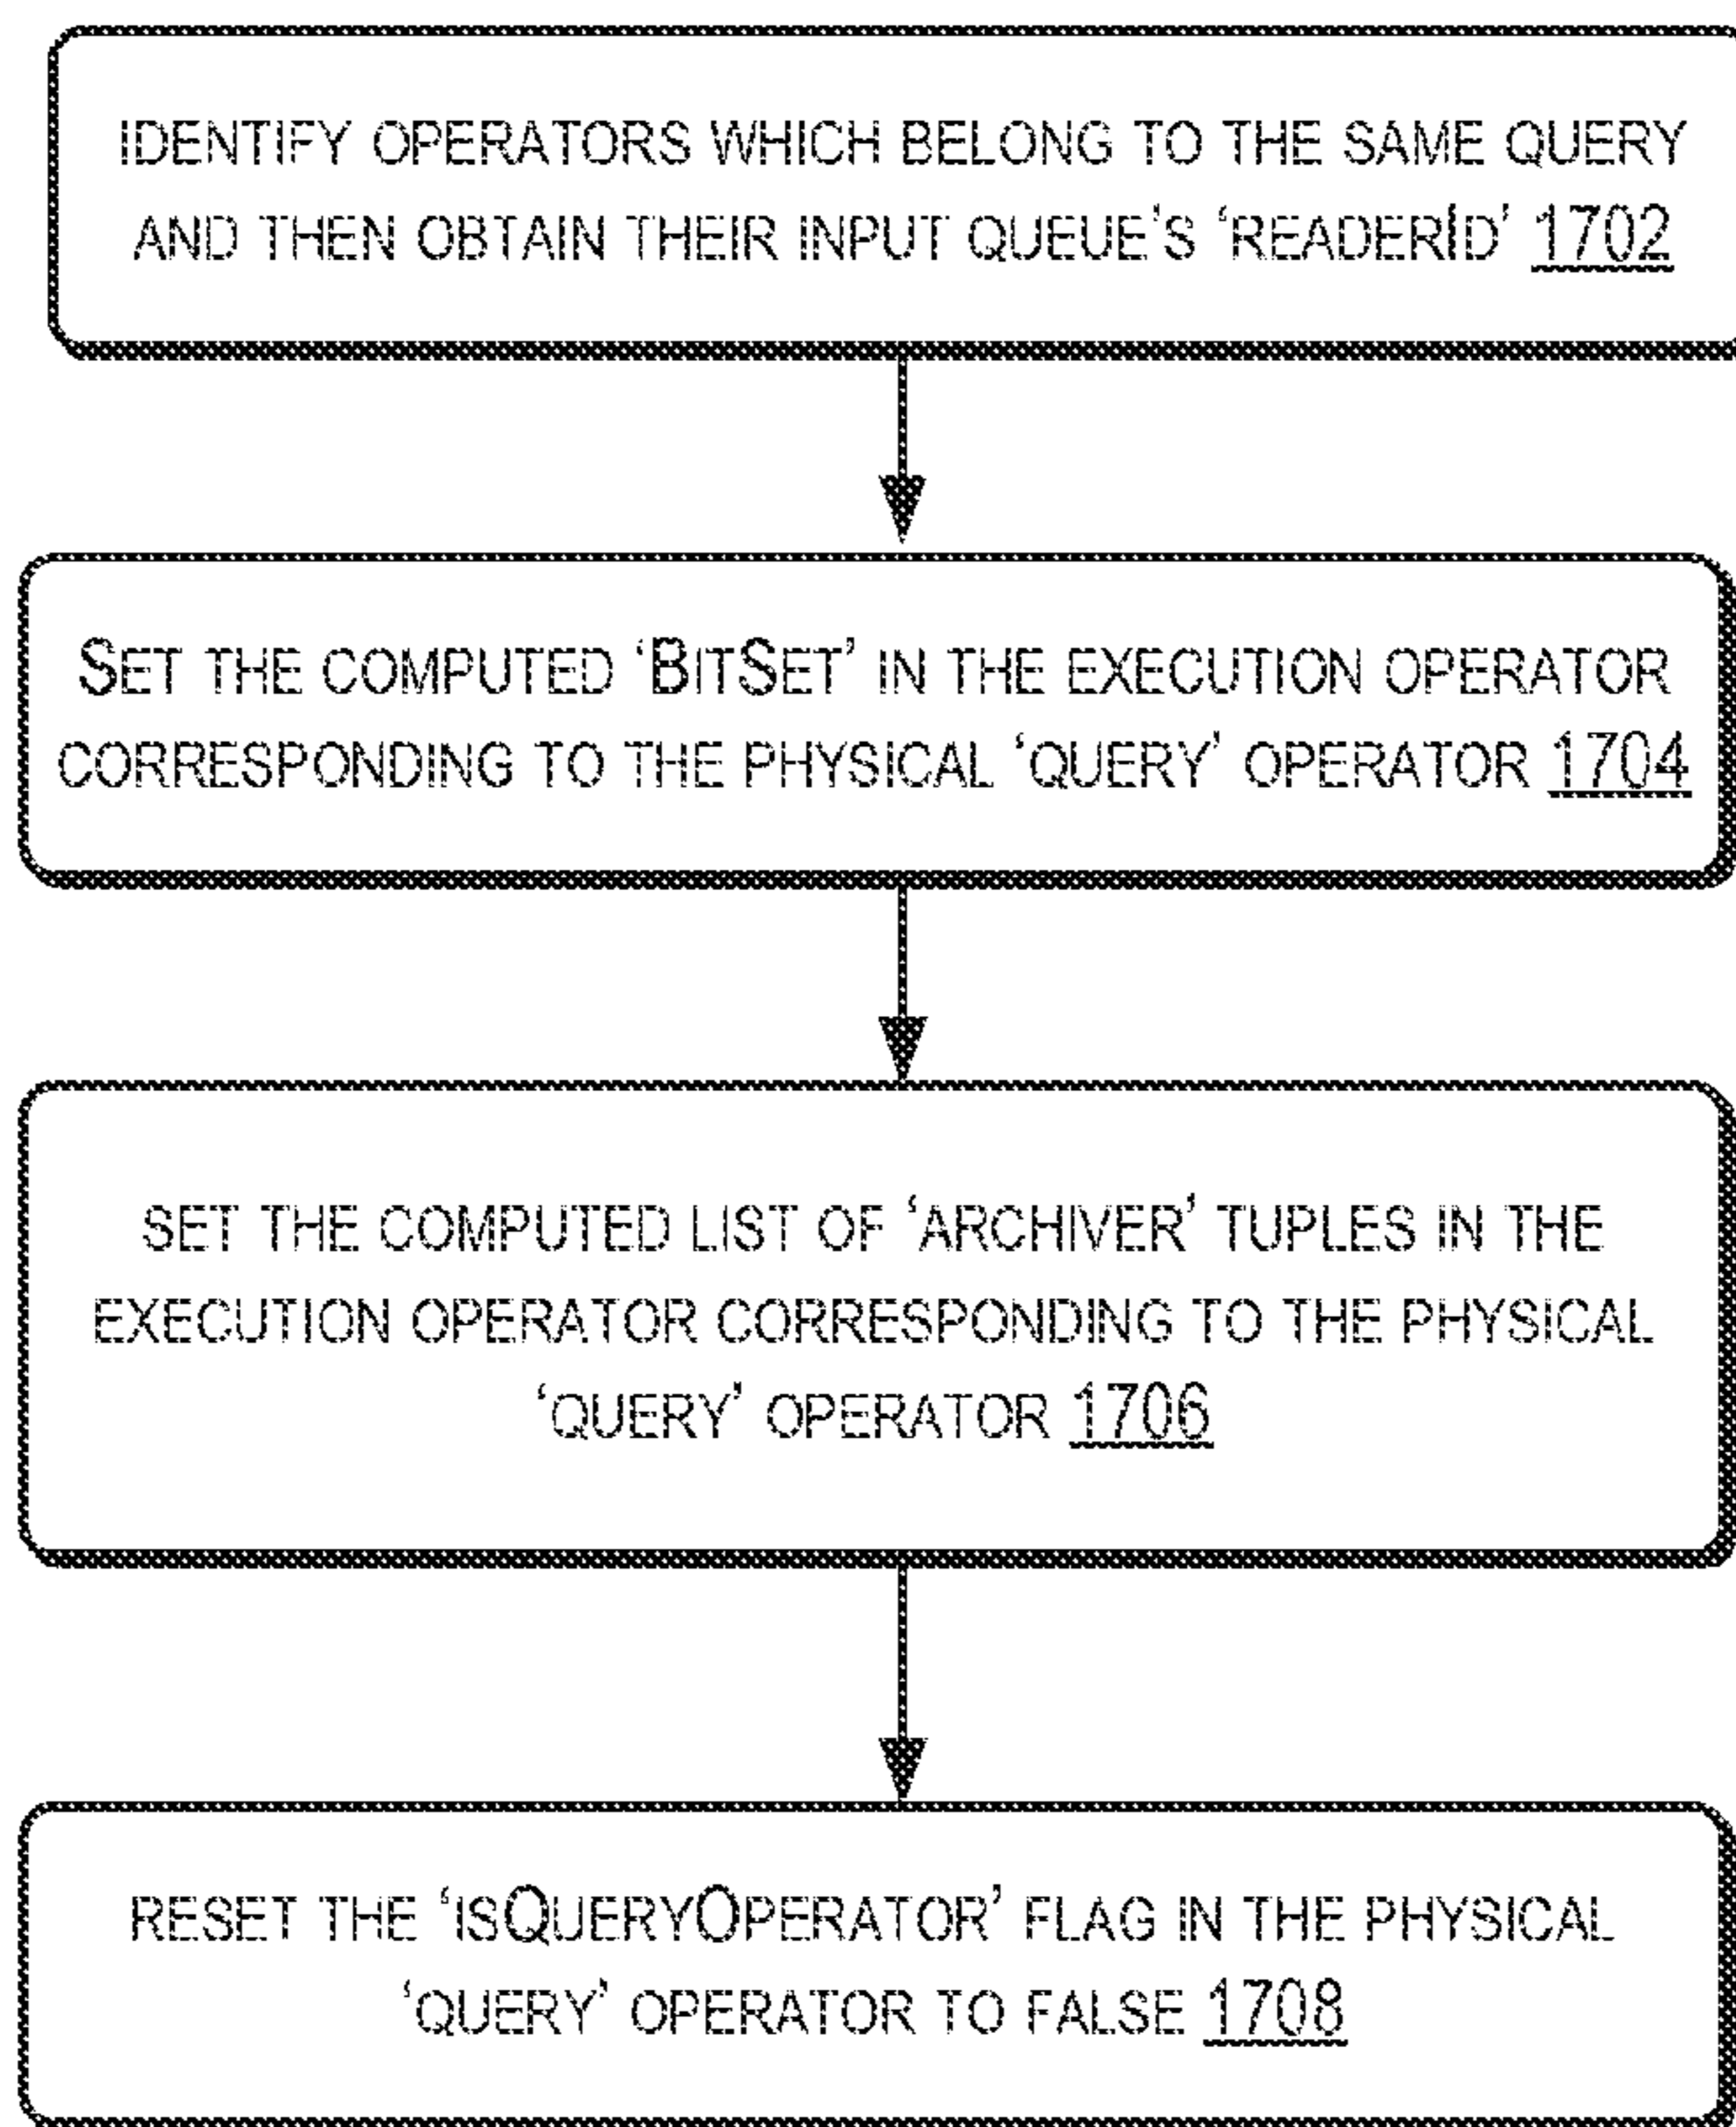 IDENTIFY OPERATORS WHICH BELONG TO THE SAME QUERY
AND THEN OBTAIN THEIR INPUT QUEUE'S 'READERID' 1702
SET THE COMPUTED 'BITSET' IN THE EXECUTION OPERATOR
CORRESPONDING TO THE PHYSICAL 'QUERY' OPERATOR 1704
SET THE COMPUTED LIST OF 'ARCHIVER' TUPLES IN THE
EXECUTION OPERATOR CORRESPONDING TO THE PHYSICAL
'QUERY' OPERATOR 1706
RESET THE 'ISQUERYOPERATOR' FLAG IN THE PHYSICAL
'QUERY' OPERATOR TO FALSE 1708